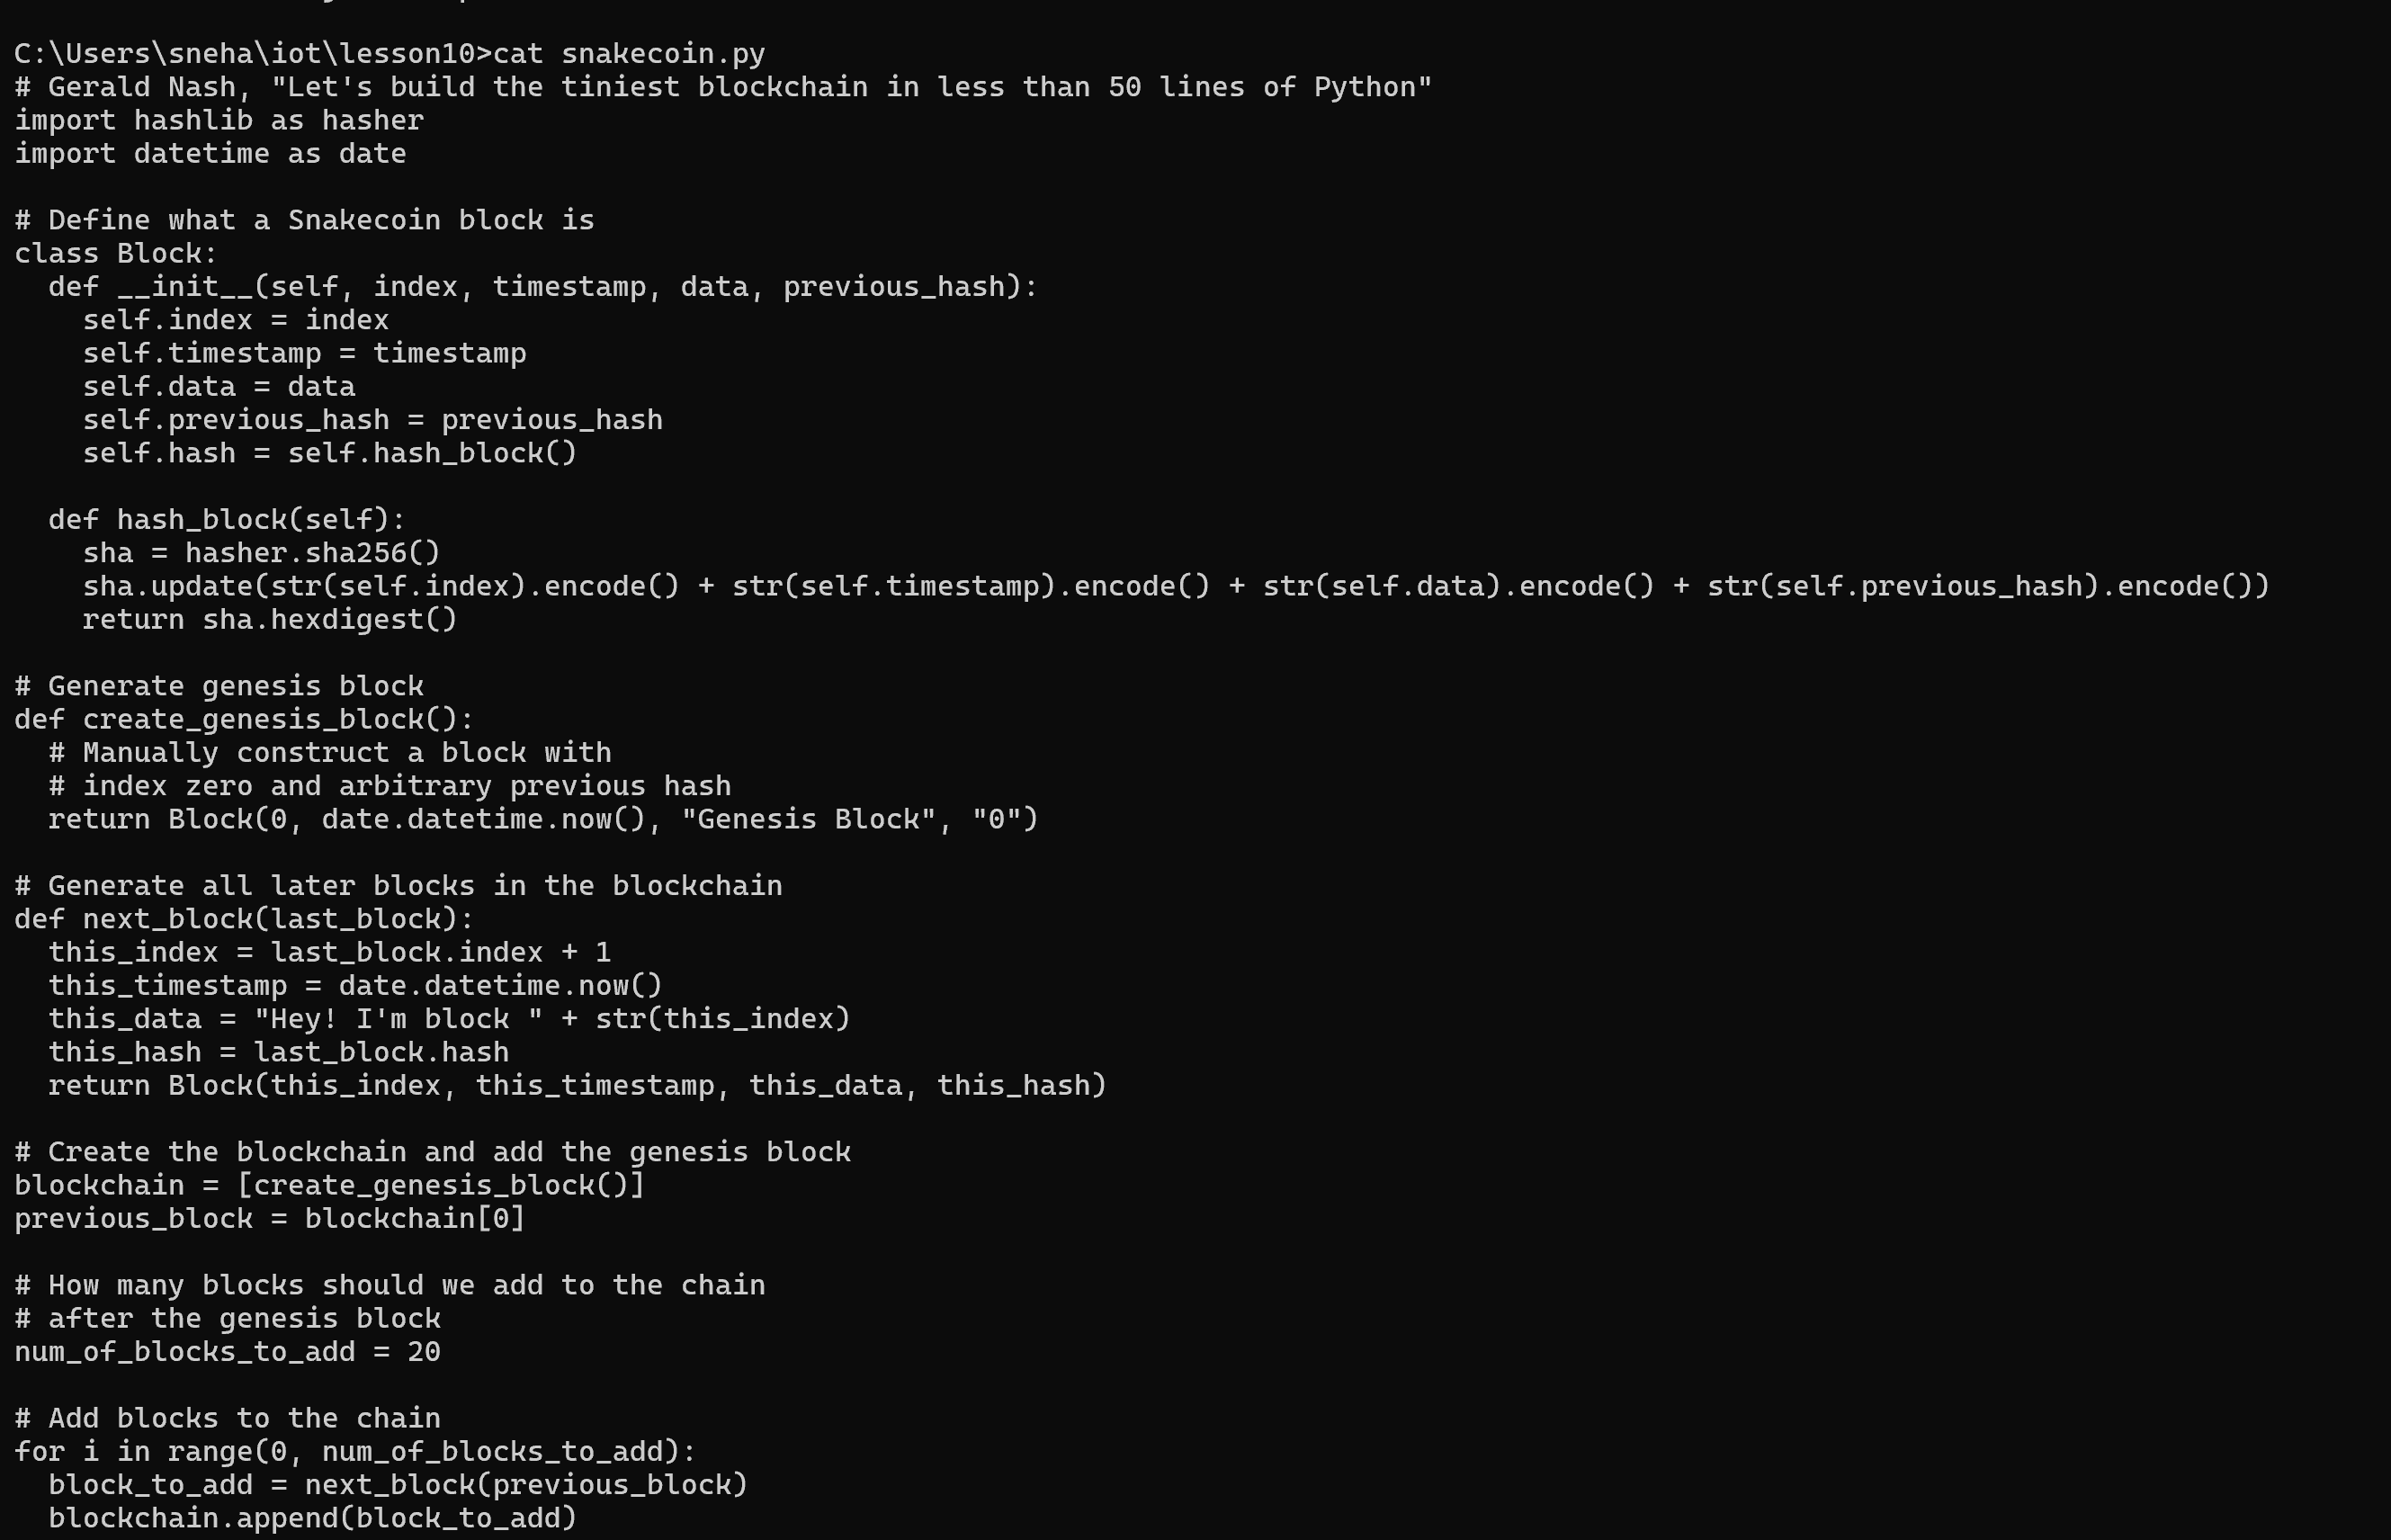 C:\Users\sneha\iot\lesson10>cat snakecoin.py
# Gerald Nash, "Let's build the tiniest blockchain in less than 50 lines of Python"
import hashlib as hasher
import datetime as date

# Define what a Snakecoin block is
class Block:
  def __init__(self, index, timestamp, data, previous_hash):
    self.index = index
    self.timestamp = timestamp
    self.data = data
    self.previous_hash = previous_hash
    self.hash = self.hash_block()

  def hash_block(self):
    sha = hasher.sha256()
    sha.update(str(self.index).encode() + str(self.timestamp).encode() + str(self.data).encode() + str(self.previous_hash).encode())
    return sha.hexdigest()

# Generate genesis block
def create_genesis_block():
  # Manually construct a block with
  # index zero and arbitrary previous hash
  return Block(0, date.datetime.now(), "Genesis Block", "0")

# Generate all later blocks in the blockchain
def next_block(last_block):
  this_index = last_block.index + 1
  this_timestamp = date.datetime.now()
  this_data = "Hey! I'm block " + str(this_index)
  this_hash = last_block.hash
  return Block(this_index, this_timestamp, this_data, this_hash)

# Create the blockchain and add the genesis block
blockchain = [create_genesis_block()]
previous_block = blockchain[0]

# How many blocks should we add to the chain
# after the genesis block
num_of_blocks_to_add = 20

# Add blocks to the chain
for i in range(0, num_of_blocks_to_add):
  block_to_add = next_block(previous_block)
  blockchain.append(block_to_add)